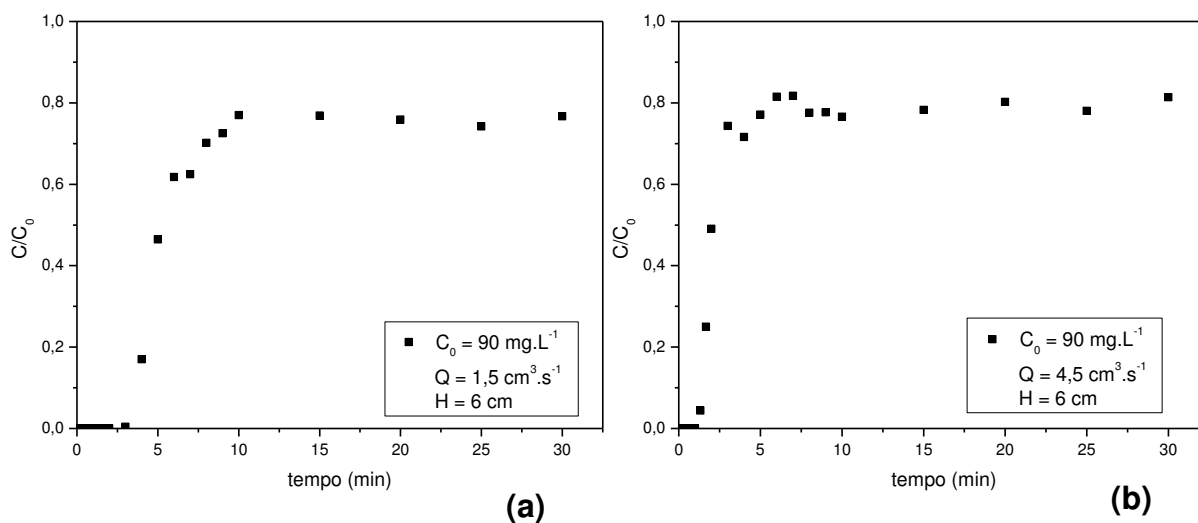 1,0
0,8
0,6
0,4
0,2
0,0
C/C₀
0 5 10 15 20 25 30
tempo (min)
C₀ = 90 mg.L⁻¹
Q = 1,5 cm³.s⁻¹
H = 6 cm
(a)
1,0
0,8
0,6
0,4
0,2
0,0
C/C₀
0 5 10 15 20 25 30
tempo (min)
C₀ = 90 mg.L⁻¹
Q = 4,5 cm³.s⁻¹
H = 6 cm
(b)